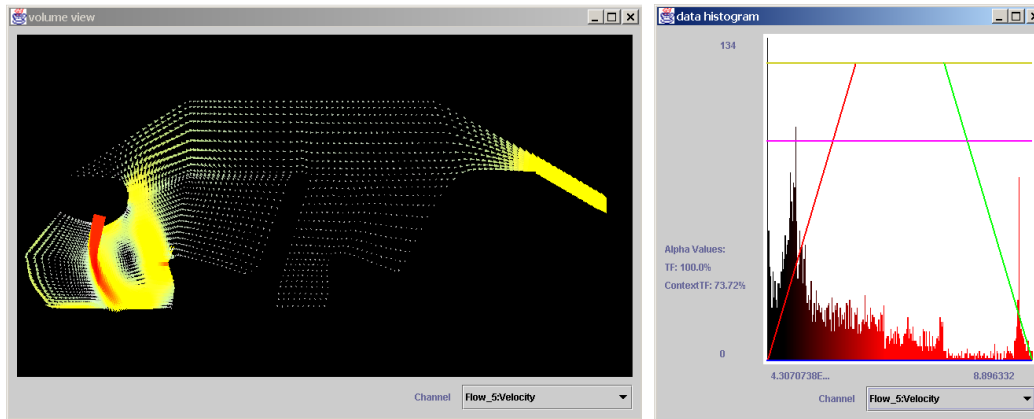 volume view
Channel Flow_5:Velocity
data histogram
134
Alpha Values:
TF: 100.0%
ContextTF: 73.72%
0
4.3070738E... 8.896332
Channel Flow_5:Velocity